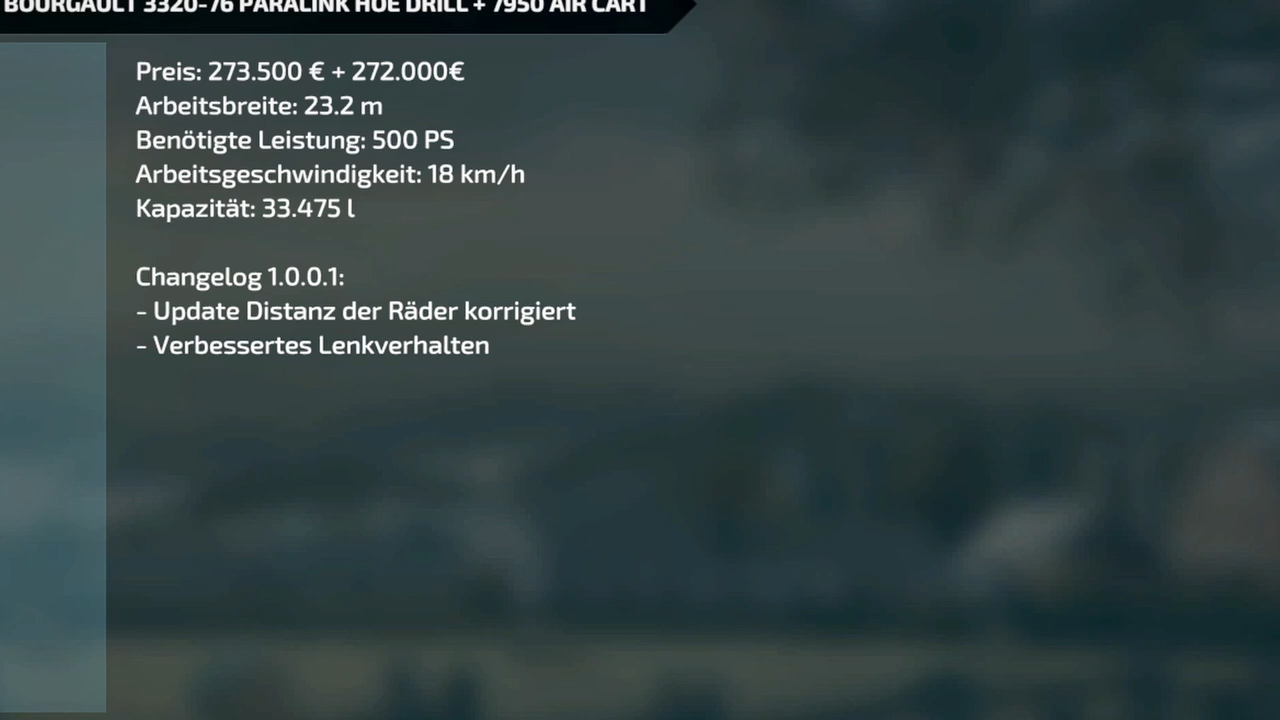 BOURGAULT 3320-76 PARALINK HOE DRILL + 7950 AIR CART
Preis: 273.500 € + 272.000€
Arbeitsbreite: 23.2 m
Benötigte Leistung: 500 PS
Arbeitsgeschwindigkeit: 18 km/h
Kapazität: 33.475 l
Changelog 1.0.0.1:
- Update Distanz der Räder korrigiert
- Verbessertes Lenkverhalten